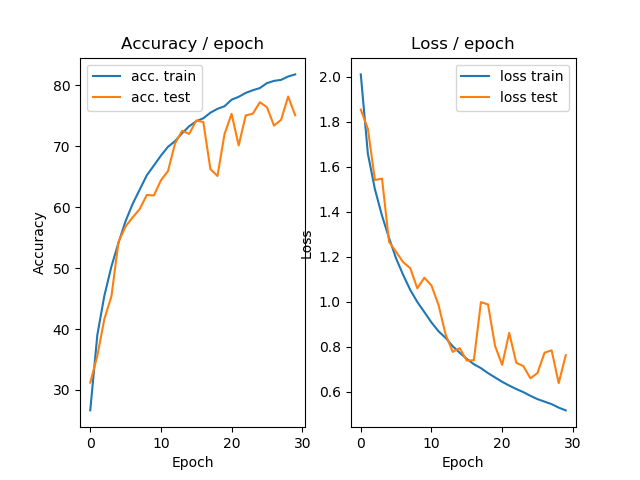 Accuracy / epoch
acc. train
acc. test
80
70
60
50
40
30
Accuracy
0
10
20
30
Epoch
Loss / epoch
loss train
loss test
2.0
1.8
1.6
1.4
1.2
1.0
0.8
0.6
Loss
0
10
20
30
Epoch